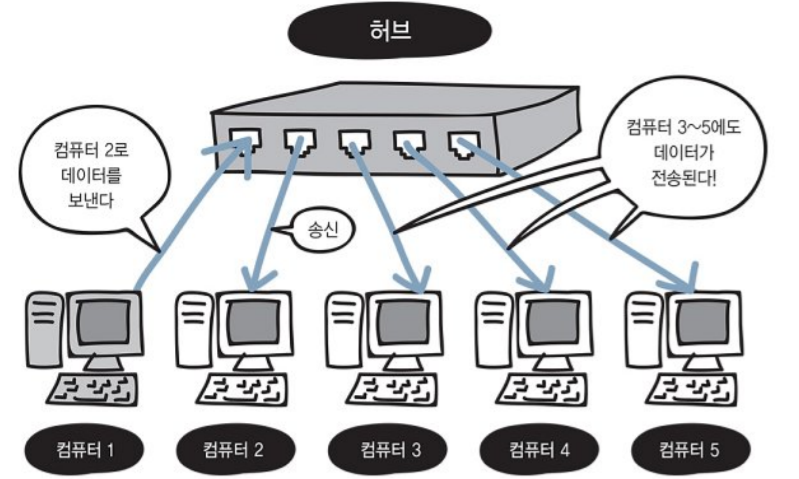 허브
컴퓨터 2로
데이터를
보낸다
컴퓨터 3~5에도
데이터가
전송된다!
송신
컴퓨터 1
컴퓨터 2
컴퓨터 3
컴퓨터 4
컴퓨터 5